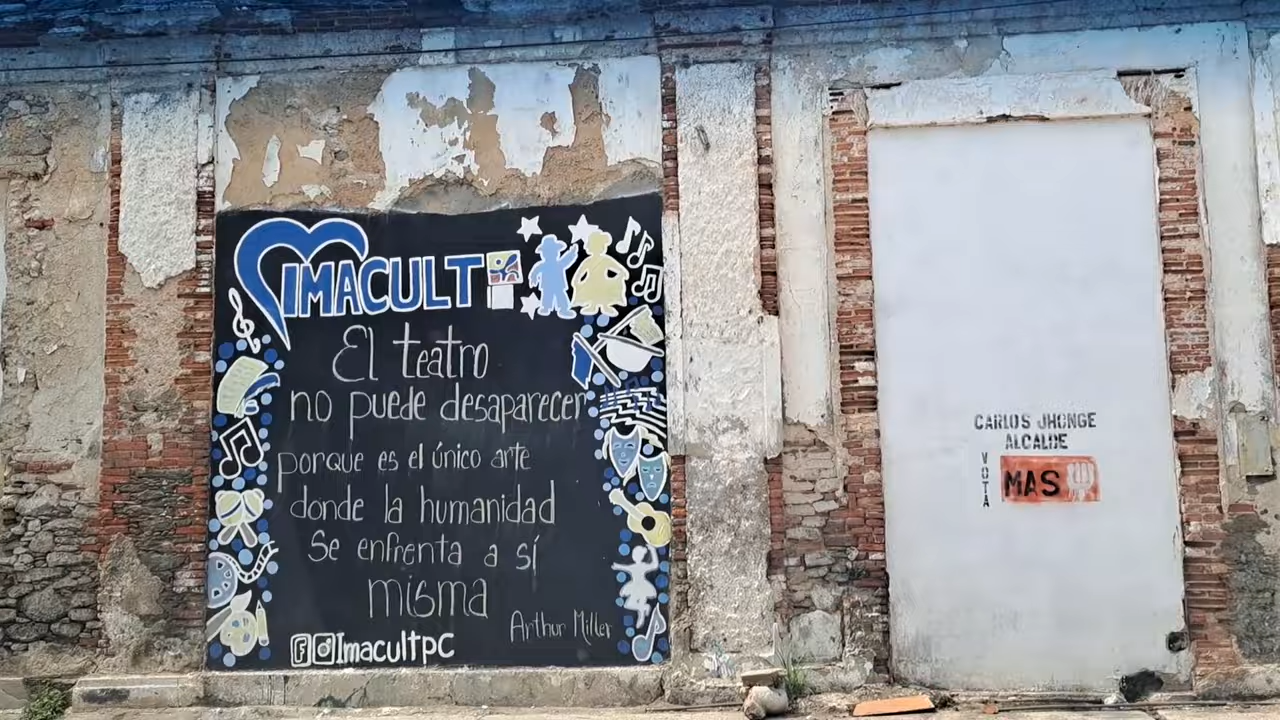 IMACULT
El teatro
no puede desaparecer
porque es el único arte
donde la humanidad
se enfrenta a sí
misma
Arthur Miller
Imacultpc
CARLOS JHONGE
ALCALDE
VOTA
MAS